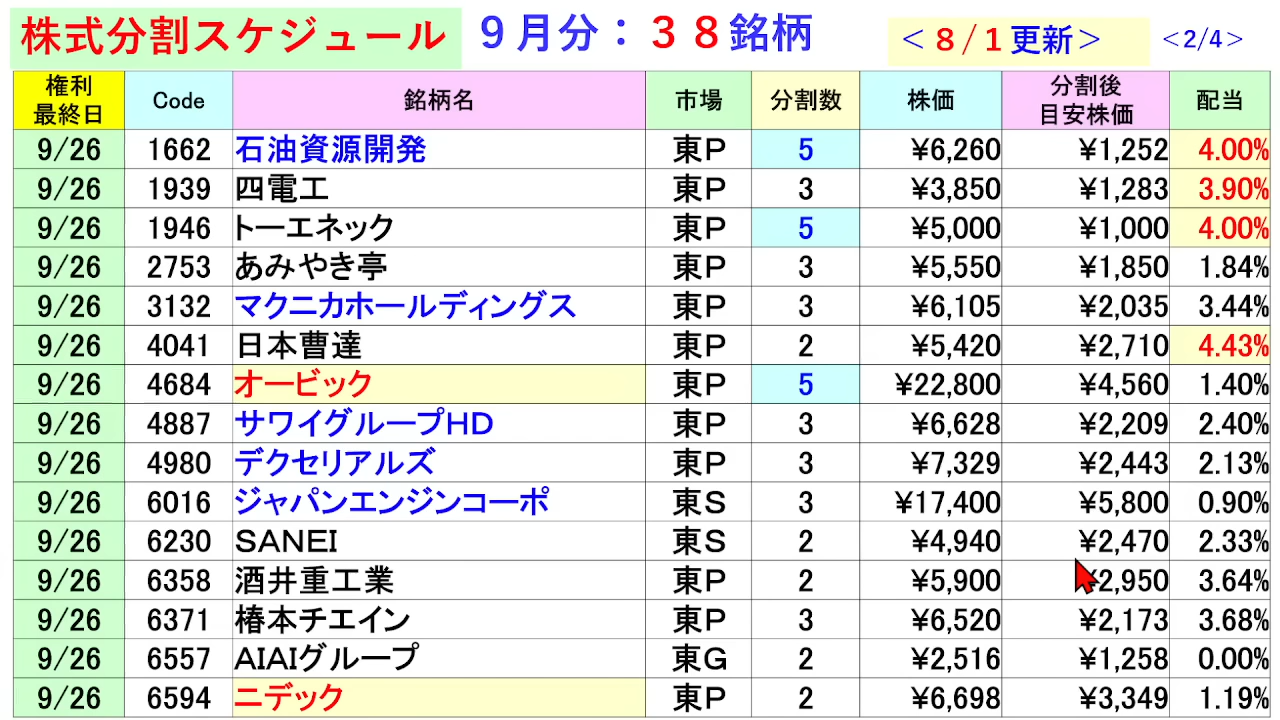 株式分割スケジュール ９月分：３８銘柄 ＜８/１更新＞ ＜2/4＞
権利最終日 Code 銘柄名 市場 分割数 株価 分割後目安株価 配当
9/26 1662 石油資源開発 東P 5 ¥6,260 ¥1,252 4.00%
9/26 1939 四電工 東P 3 ¥3,850 ¥1,283 3.90%
9/26 1946 トーエネック 東P 5 ¥5,000 ¥1,000 4.00%
9/26 2753 あみやき亭 東P 3 ¥5,550 ¥1,850 1.84%
9/26 3132 マクニカホールディングス 東P 3 ¥6,105 ¥2,035 3.44%
9/26 4041 日本曹達 東P 2 ¥5,420 ¥2,710 4.43%
9/26 4684 オービック 東P 5 ¥22,800 ¥4,560 1.40%
9/26 4887 サワイグループHD 東P 3 ¥6,628 ¥2,209 2.40%
9/26 4980 デクセリアルズ 東P 3 ¥7,329 ¥2,443 2.13%
9/26 6016 ジャパンエンジンコーポ 東S 3 ¥17,400 ¥5,800 0.90%
9/26 6230 SANEI 東S 2 ¥4,940 ¥2,470 2.33%
9/26 6358 酒井重工業 東P 2 ¥5,900 ¥2,950 3.64%
9/26 6371 椿本チエイン 東P 3 ¥6,520 ¥2,173 3.68%
9/26 6557 AIAIグループ 東G 2 ¥2,516 ¥1,258 0.00%
9/26 6594 ニデック 東P 2 ¥6,698 ¥3,349 1.19%